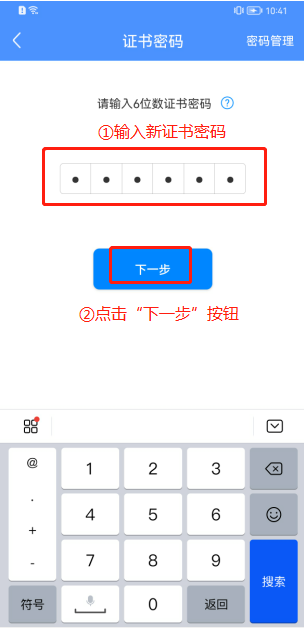 10:41
证书密码
密码管理
请输入6位数证书密码 ?
①输入新证书密码
••••••
下一步
②点击“下一步”按钮
@ 1 2 3
. 4 5 6
+
- 7 8 9
搜索
符号 0 返回